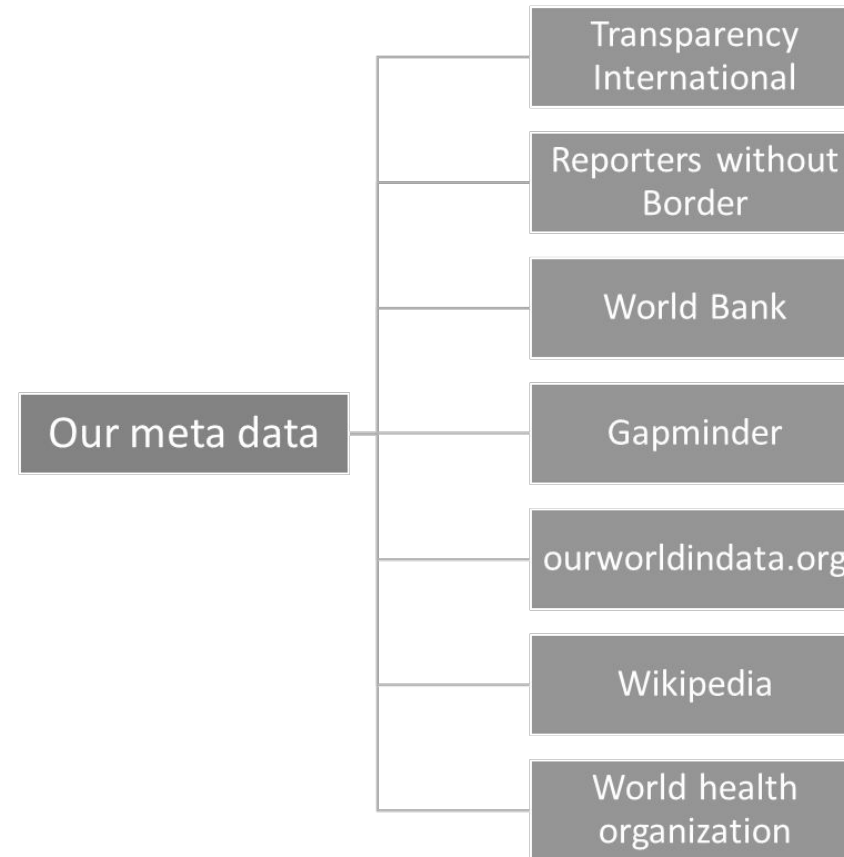 Transparency
International
Reporters without
Border
World Bank
Our meta data
Gapminder
ourworldindata.org
Wikipedia
World health
organization